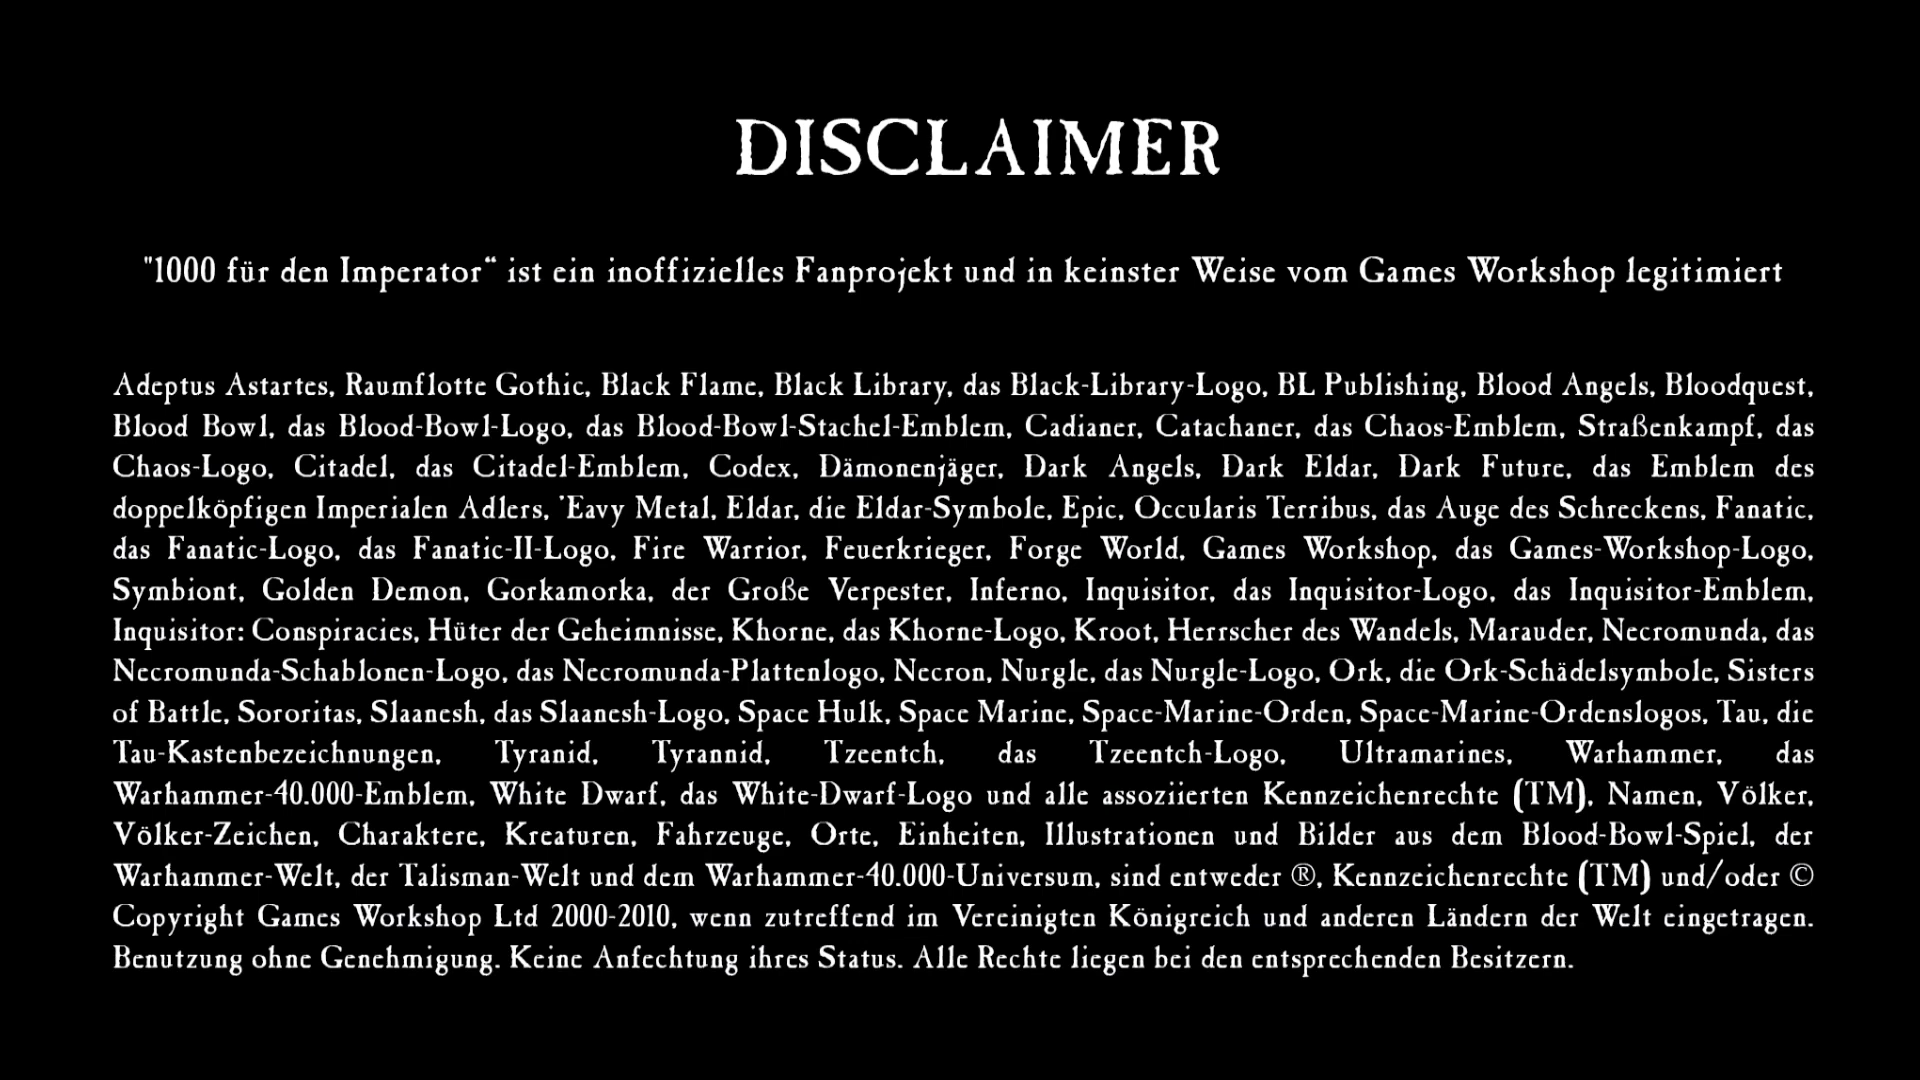 DISCLAIMER
"1000 für den Imperator“ ist ein inoffizielles Fanprojekt und in keinster Weise vom Games Workshop legitimiert
Adeptus Astartes, Raumflotte Gothic, Black Flame, Black Library, das Black-Library-Logo, BL Publishing, Blood Angels, Bloodquest,
Blood Bowl, das Blood-Bowl-Logo, das Blood-Bowl-Stachel-Emblem, Cadianer, Catachaner, das Chaos-Emblem, Straßenkampf, das
Chaos-Logo, Citadel, das Citadel-Emblem, Codex, Dämonenjäger, Dark Angels, Dark Eldar, Dark Future, das Emblem des
doppelköpfigen Imperialen Adlers, 'Eavy Metal, Eldar, die Eldar-Symbole, Epic, Occularis Terribus, das Auge des Schreckens, Fanatic,
das Fanatic-Logo, das Fanatic-II-Logo, Fire Warrior, Feuerkrieger, Forge World, Games Workshop, das Games-Workshop-Logo,
Symbiont, Golden Demon, Gorkamorka, der Große Verpester, Inferno, Inquisitor, das Inquisitor-Logo, das Inquisitor-Emblem,
Inquisitor: Conspiracies, Hüter der Geheimnisse, Khorne, das Khorne-Logo, Kroot, Herrscher des Wandels, Marauder, Necromunda, das
Necromunda-Schablonen-Logo, das Necromunda-Plattenlogo, Necron, Nurgle, das Nurgle-Logo, Ork, die Ork-Schädelsymbole, Sisters
of Battle, Sororitas, Slaanesh, das Slaanesh-Logo, Space Hulk, Space Marine, Space-Marine-Orden, Space-Marine-Ordenslogos, Tau, die
Tau-Kastenbezeichnungen, Tyranid, Tyrannid, Tzeentch, das Tzeentch-Logo, Ultramarines, Warhammer, das
Warhammer-40.000-Emblem, White Dwarf, das White-Dwarf-Logo und alle assoziierten Kennzeichenrechte (TM), Namen, Völker,
Völker-Zeichen, Charaktere, Kreaturen, Fahrzeuge, Orte, Einheiten, Illustrationen und Bilder aus dem Blood-Bowl-Spiel, der
Warhammer-Welt, der Talisman-Welt und dem Warhammer-40.000-Universum, sind entweder ®, Kennzeichenrechte (TM) und/oder ©
Copyright Games Workshop Ltd 2000-2010, wenn zutreffend im Vereinigten Königreich und anderen Ländern der Welt eingetragen.
Benutzung ohne Genehmigung. Keine Anfechtung ihres Status. Alle Rechte liegen bei den entsprechenden Besitzern.